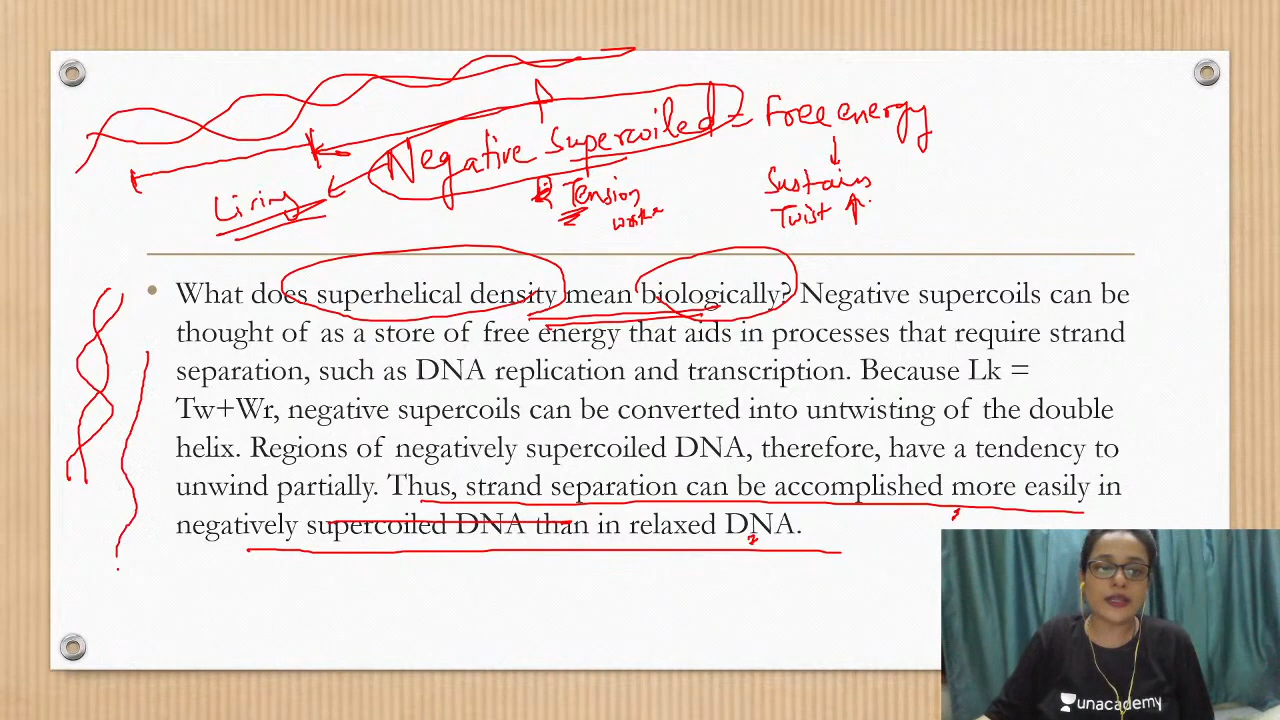 Negative Supercoiled = Free energy
Living
Tension
Sustains
Twist ↑
• What does superhelical density mean biologically? Negative supercoils can be
thought of as a store of free energy that aids in processes that require strand
separation, such as DNA replication and transcription. Because Lk =
Tw+Wr, negative supercoils can be converted into untwisting of the double
helix. Regions of negatively supercoiled DNA, therefore, have a tendency to
unwind partially. Thus, strand separation can be accomplished more easily in
negatively supercoiled DNA than in relaxed DNA.
unacademy